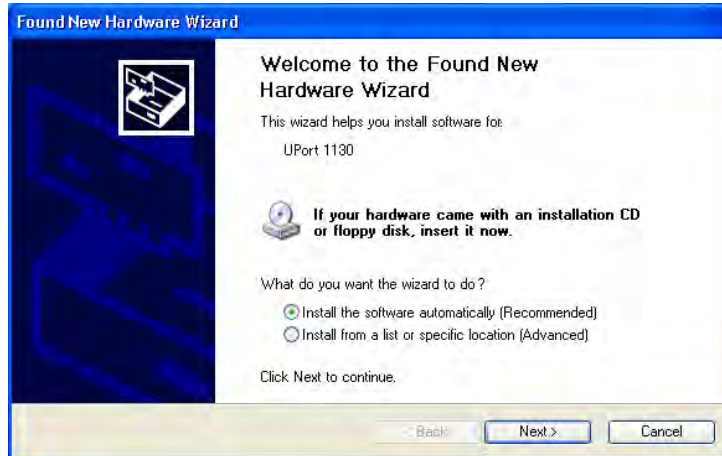 Found New Hardware Wizard
Welcome to the Found New
Hardware Wizard
This wizard helps you install software for:
UPort 1130
If your hardware came with an installation CD
or floppy disk, insert it now.
What do you want the wizard to do?
Install the software automatically (Recommended)
Install from a list or specific location (Advanced)
Click Next to continue.
< Back
Next >
Cancel